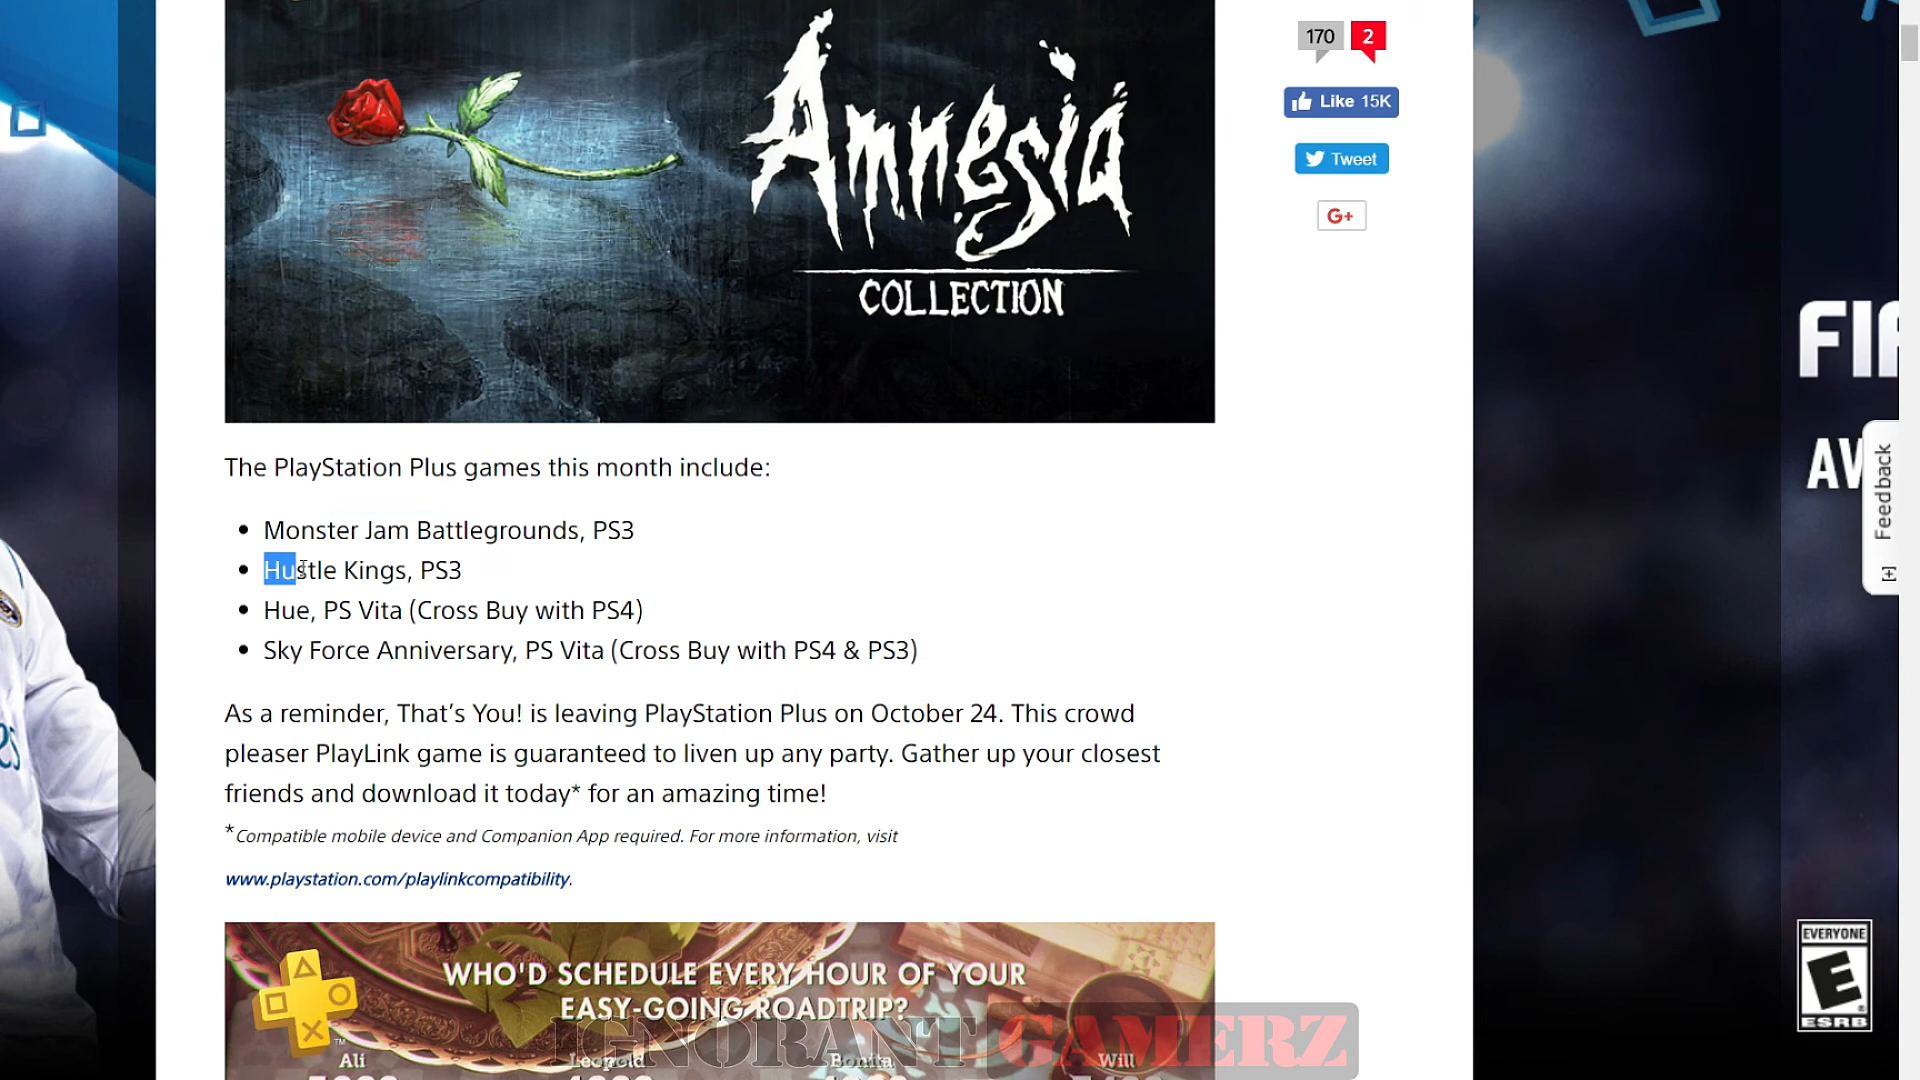 Amnesia
COLLECTION
170
2
Like 15K
Tweet
G+
The PlayStation Plus games this month include:
• Monster Jam Battlegrounds, PS3
• Hustle Kings, PS3
• Hue, PS Vita (Cross Buy with PS4)
• Sky Force Anniversary, PS Vita (Cross Buy with PS4 & PS3)
As a reminder, That’s You! is leaving PlayStation Plus on October 24. This crowd
pleaser PlayLink game is guaranteed to liven up any party. Gather up your closest
friends and download it today* for an amazing time!
*Compatible mobile device and Companion App required. For more information, visit
www.playstation.com/playlinkcompatibility.
WHO'D SCHEDULE EVERY HOUR OF YOUR
EASY-GOING ROADTRIP?
Ali Leopold Bonita Will
IGNORANT GAMERZ
Feedback
[+]
EVERYONE
E
ESRB